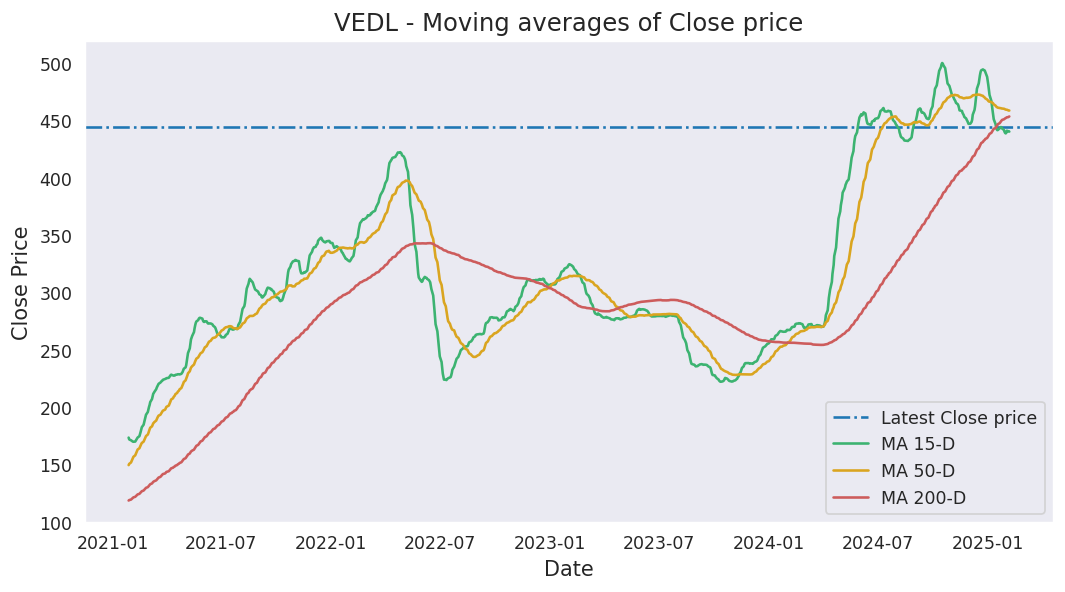 VEDL - Moving averages of Close price
Close Price
500
450
400
350
300
250
200
150
100
2021-01 2021-07 2022-01 2022-07 2023-01 2023-07 2024-01 2024-07 2025-01
Date
Latest Close price
MA 15-D
MA 50-D
MA 200-D